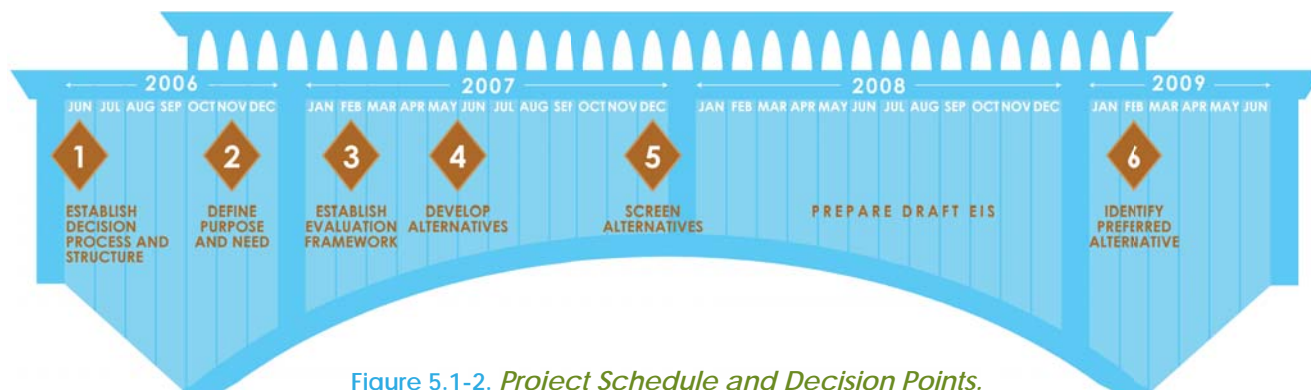 2006 2007 2008 2009
JUN JUL AUG SEP OCT NOV DEC JAN FEB MAR APR MAY JUN JUL AUG SEP OCT NOV DEC JAN FEB MAR APR MAY JUN JUL AUG SEP OCT NOV DEC JAN FEB MAR APR MAY JUN
1
ESTABLISH
DECISION
PROCESS AND
STRUCTURE
2
DEFINE
PURPOSE
AND NEED
3
ESTABLISH
EVALUATION
FRAMEWORK
4
DEVELOP
ALTERNATIVES
5
SCREEN
ALTERNATIVES
PREPARE DRAFT EIS
6
IDENTIFY
PREFERRED
ALTERNATIVE
Figure 5.1-2. Project Schedule and Decision Points.